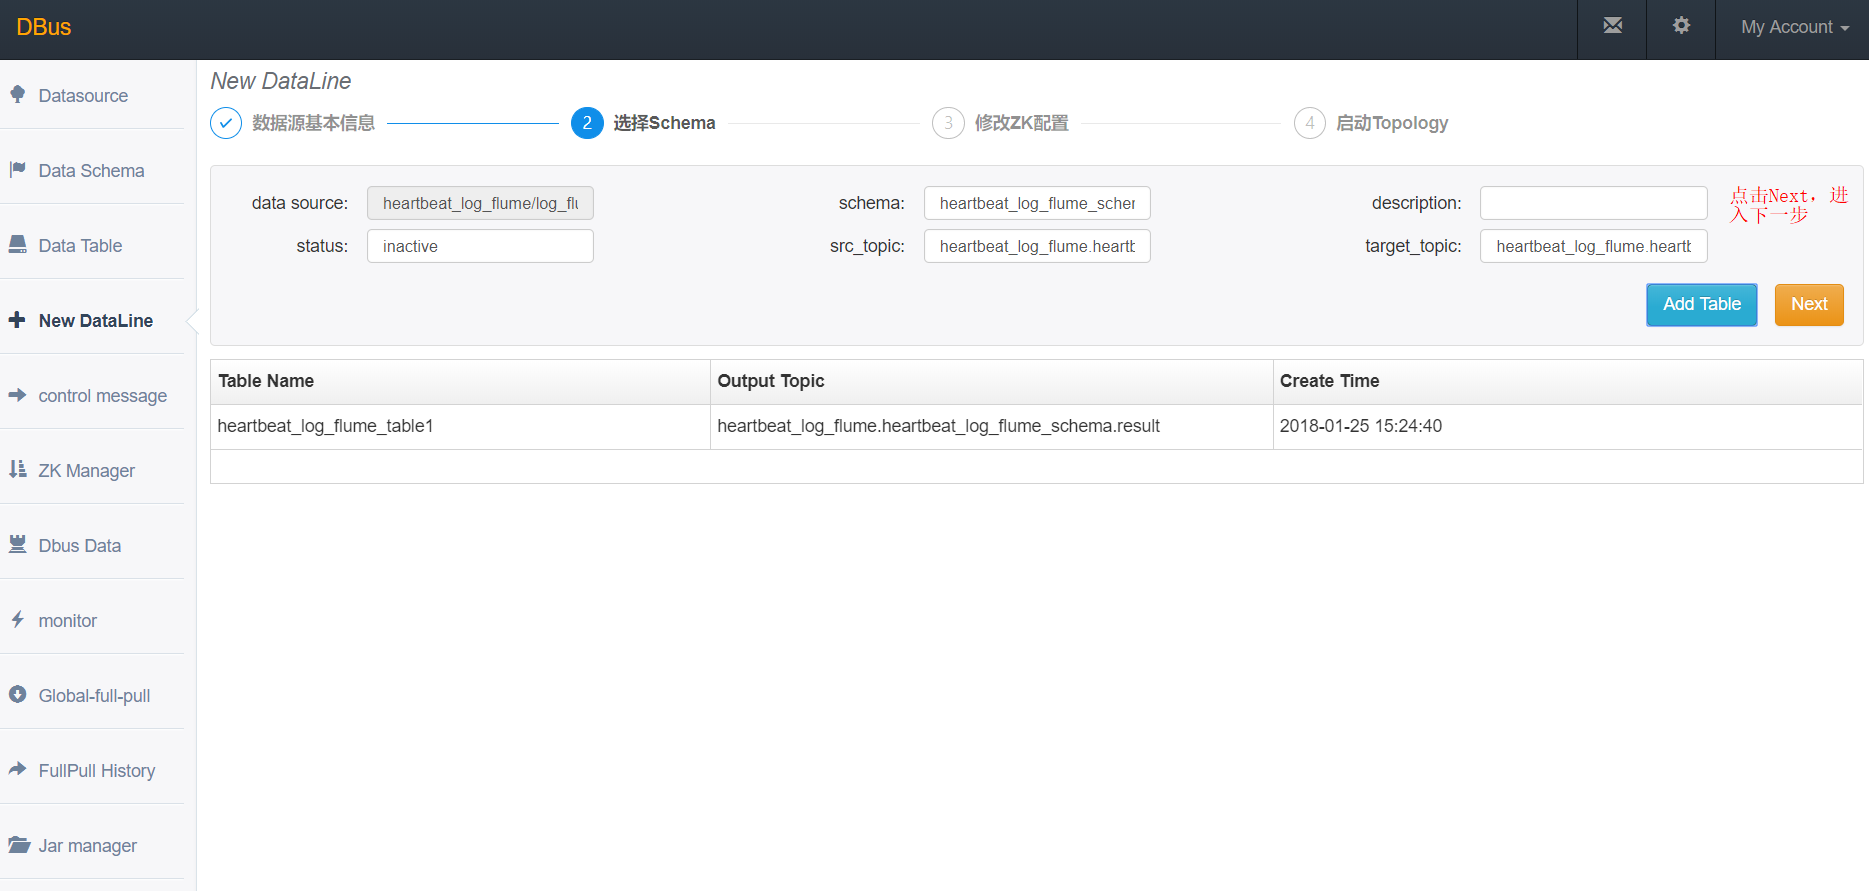 DBus
My Account
Datasource
Data Schema
Data Table
New DataLine
control message
ZK Manager
Dbus Data
monitor
Global-full-pull
FullPull History
Jar manager
New DataLine
数据源基本信息
2 选择Schema
3 修改ZK配置
4 启动Topology
data source: heartbeat_log_flume/log_flu
schema: heartbeat_log_flume_scher
description:
点击Next，进
入下一步
status: inactive
src_topic: heartbeat_log_flume.heartb
target_topic: heartbeat_log_flume.heartb
Add Table
Next
Table Name Output Topic Create Time
heartbeat_log_flume_table1 heartbeat_log_flume.heartbeat_log_flume_schema.result 2018-01-25 15:24:40